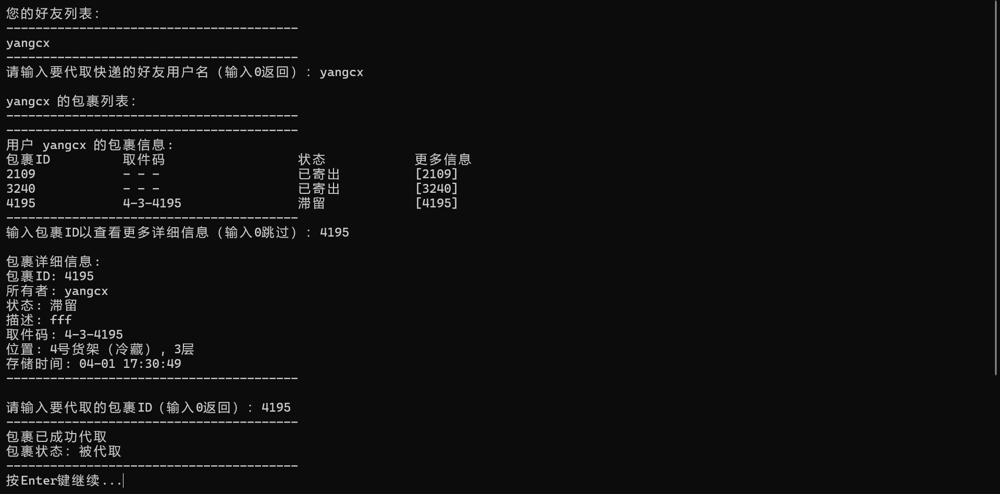 您的好友列表:
----------------------------------------
yangcx
----------------------------------------
请输入要代取快递的好友用户名（输入0返回）: yangcx
yangcx 的包裹列表:
----------------------------------------
----------------------------------------
用户 yangcx 的包裹信息:
包裹ID 取件码 状态 更多信息
2109 - - - 已寄出 [2109]
3240 - - - 已寄出 [3240]
4195 4-3-4195 滞留 [4195]
----------------------------------------
输入包裹ID以查看更多详细信息（输入0跳过）: 4195
包裹详细信息:
包裹ID: 4195
所有者: yangcx
状态: 滞留
描述: fff
取件码: 4-3-4195
位置: 4号货架（冷藏）, 3层
存储时间: 04-01 17:30:49
----------------------------------------
请输入要代取的包裹ID（输入0返回）: 4195
----------------------------------------
包裹已成功代取
包裹状态: 被代取
----------------------------------------
按Enter键继续...